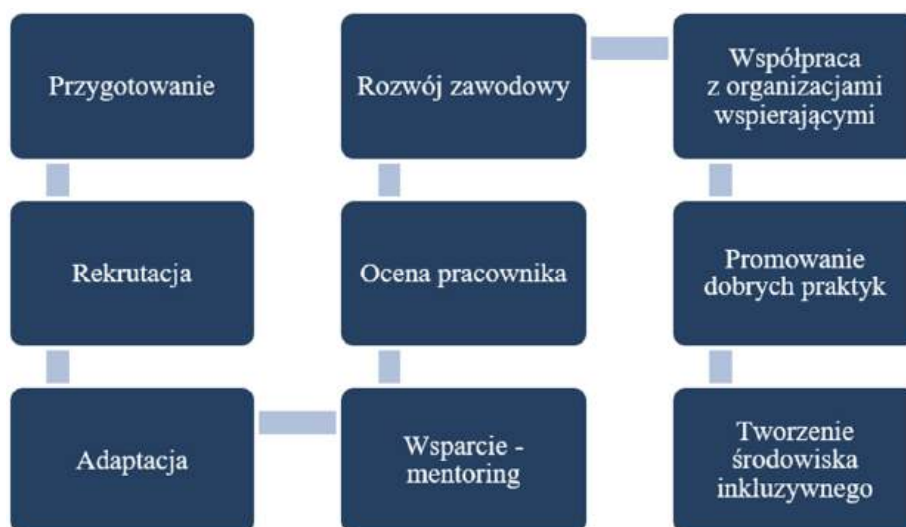 Przygotowanie
Rekrutacja
Adaptacja
Wsparcie -
mentoring
Ocena pracownika
Rozwój zawodowy
Współpraca
z organizacjami
wspierającymi
Promowanie
dobrych praktyk
Tworzenie
środowiska
inkluzywnego